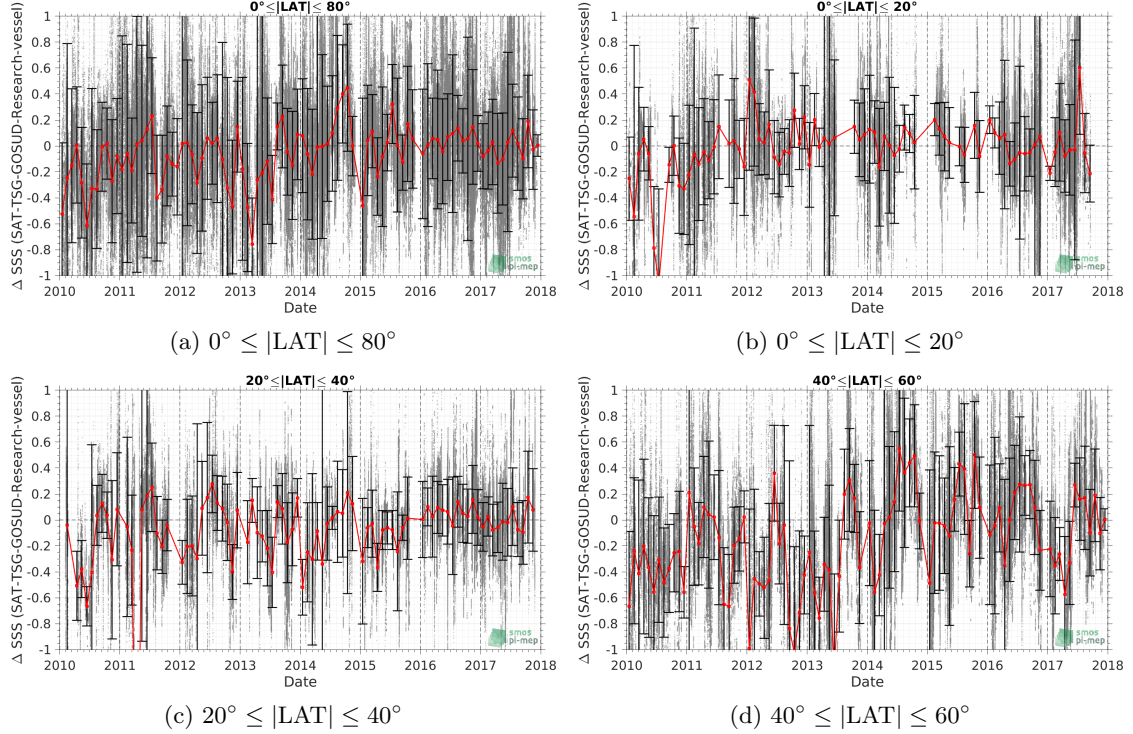 0°≤|LAT|≤ 80°
Δ SSS (SAT-TSG-GOSUD-Research-vessel)
1
0.8
0.6
0.4
0.2
0
-0.2
-0.4
-0.6
-0.8
-1
2010 2011 2012 2013 2014 2015 2016 2017 2018
Date
smos
pi-mep
(a) 0° ≤ |LAT| ≤ 80°
0°≤|LAT|≤ 20°
Δ SSS (SAT-TSG-GOSUD-Research-vessel)
1
0.8
0.6
0.4
0.2
0
-0.2
-0.4
-0.6
-0.8
-1
2010 2011 2012 2013 2014 2015 2016 2017 2018
Date
smos
pi-mep
(b) 0° ≤ |LAT| ≤ 20°
20°≤|LAT|≤ 40°
Δ SSS (SAT-TSG-GOSUD-Research-vessel)
1
0.8
0.6
0.4
0.2
0
-0.2
-0.4
-0.6
-0.8
-1
2010 2011 2012 2013 2014 2015 2016 2017 2018
Date
smos
pi-mep
(c) 20° ≤ |LAT| ≤ 40°
40°≤|LAT|≤ 60°
Δ SSS (SAT-TSG-GOSUD-Research-vessel)
1
0.8
0.6
0.4
0.2
0
-0.2
-0.4
-0.6
-0.8
-1
2010 2011 2012 2013 2014 2015 2016 2017 2018
Date
smos
pi-mep
(d) 40° ≤ |LAT| ≤ 60°